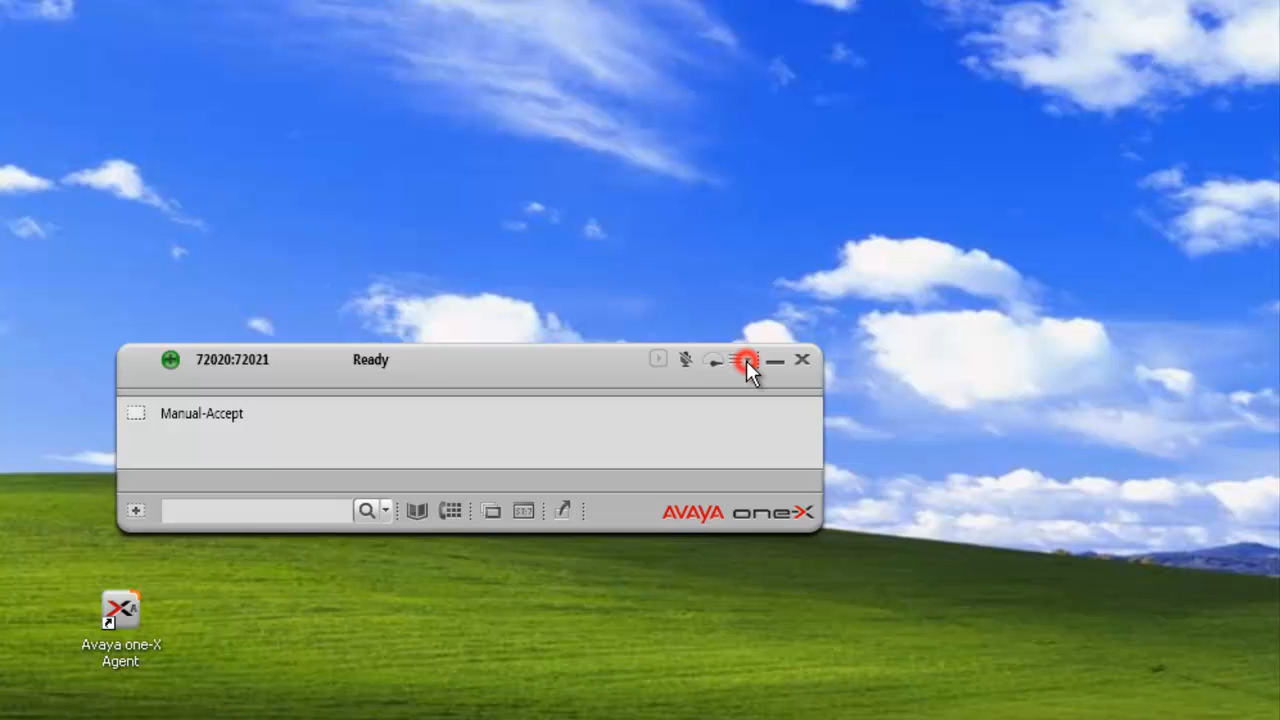 72020:72021 Ready
Manual-Accept
AVAYA one-X
Avaya one-X
Agent